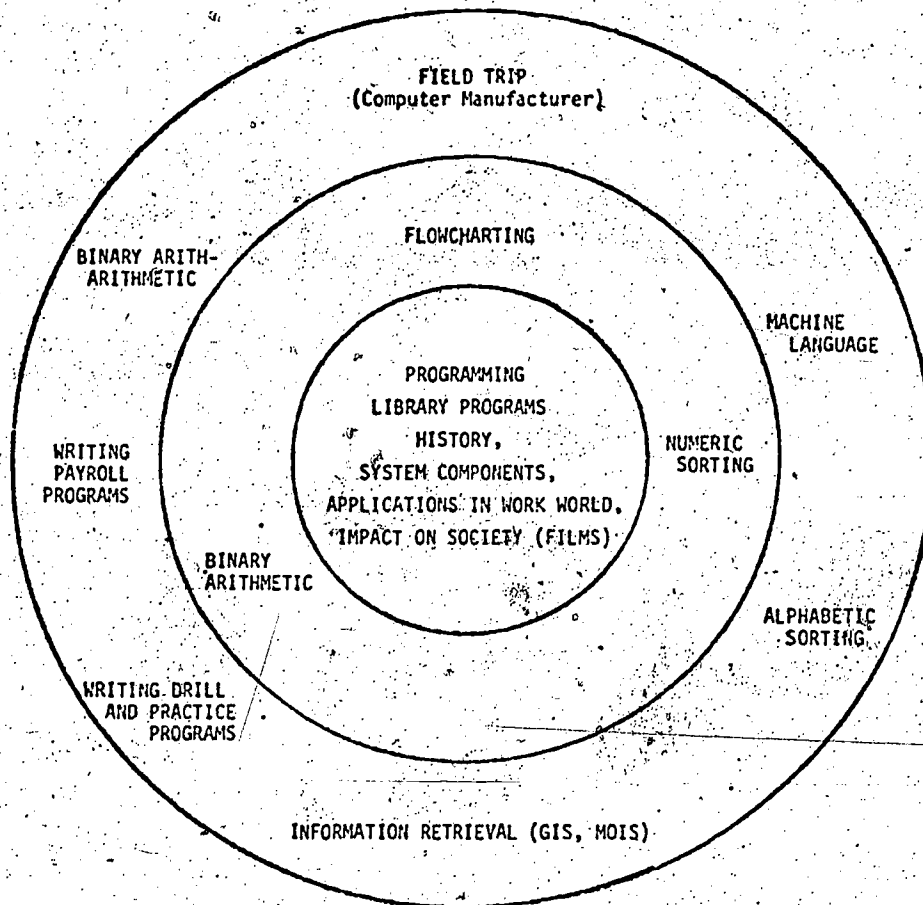 FIELD TRIP
(Computer Manufacturer)
FLOWCHARTING
BINARY ARITH-
ARITHMETIC
MACHINE
LANGUAGE
PROGRAMMING
LIBRARY PROGRAMS
HISTORY,
SYSTEM COMPONENTS,
APPLICATIONS IN WORK WORLD,
IMPACT ON SOCIETY (FILMS)
NUMERIC
SORTING
WRITING
PAYROLL
PROGRAMS
BINARY
ARITHMETIC
ALPHABETIC
SORTING
WRITING DRILL
AND PRACTICE
PROGRAMS
INFORMATION RETRIEVAL (GIS, MOIS)